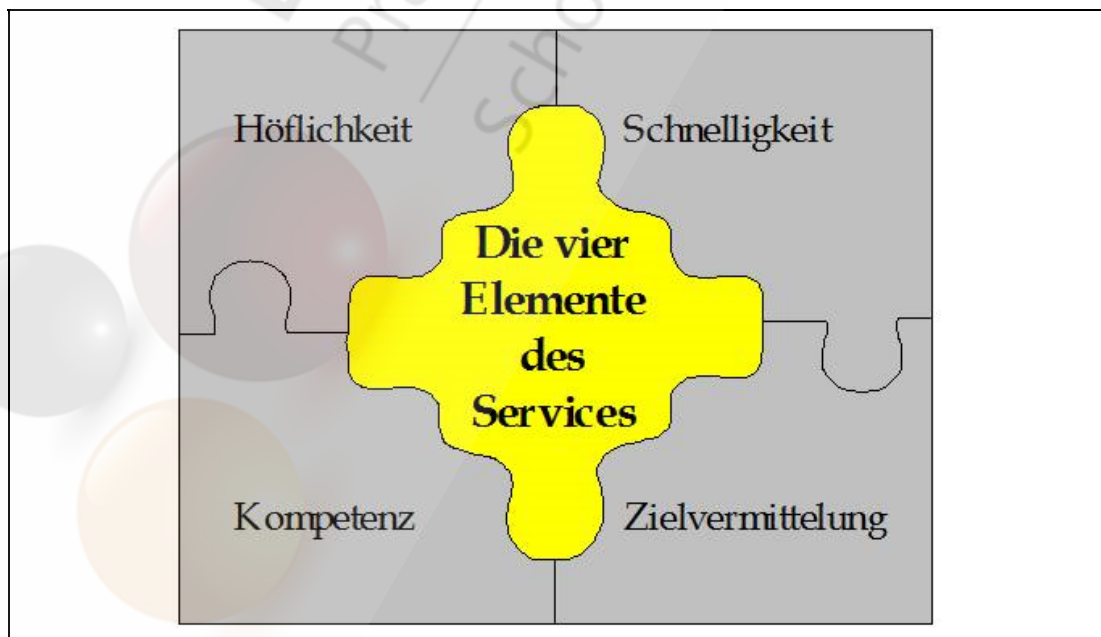 Höflichkeit
Schnelligkeit
Die vier
Elemente
des
Services
Kompetenz
Zielvermittelung